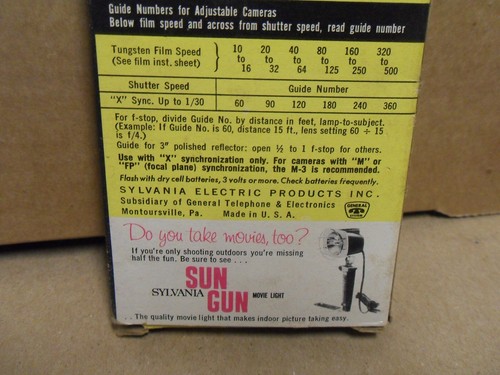 Guide Numbers for Adjustable Cameras
Below film speed and across from shutter speed, read guide number
Tungsten Film Speed 10 20 40 80 160 320
(See film inst. sheet) to to to to to to
16 32 64 125 250 500
Shutter Speed Guide Number
"X" Sync. Up to 1/30 60 90 120 180 240 360
For f-stop, divide Guide No. by distance in feet, lamp-to-subject.
(Example: If Guide No. is 60, distance 15 ft., lens setting 60 ÷ 15
is f/4.)
Guide for 3" polished reflector: open ½ to 1 f-stop for others.
Use with "X" synchronization only. For cameras with "M" or
"FP" (focal plane) synchronization, the M-3 is recommended.
Flash with dry cell batteries, 3 volts or more. Check batteries frequently.
SYLVANIA ELECTRIC PRODUCTS INC.
Subsidiary of General Telephone & Electronics
Montoursville, Pa. Made in U. S. A.
GENERAL
Do you take movies, too?
If you're only shooting outdoors you're missing
half the fun. Be sure to see . . .
SUN
SYLVANIA GUN MOVIE LIGHT
. . The quality movie light that makes indoor picture taking easy.